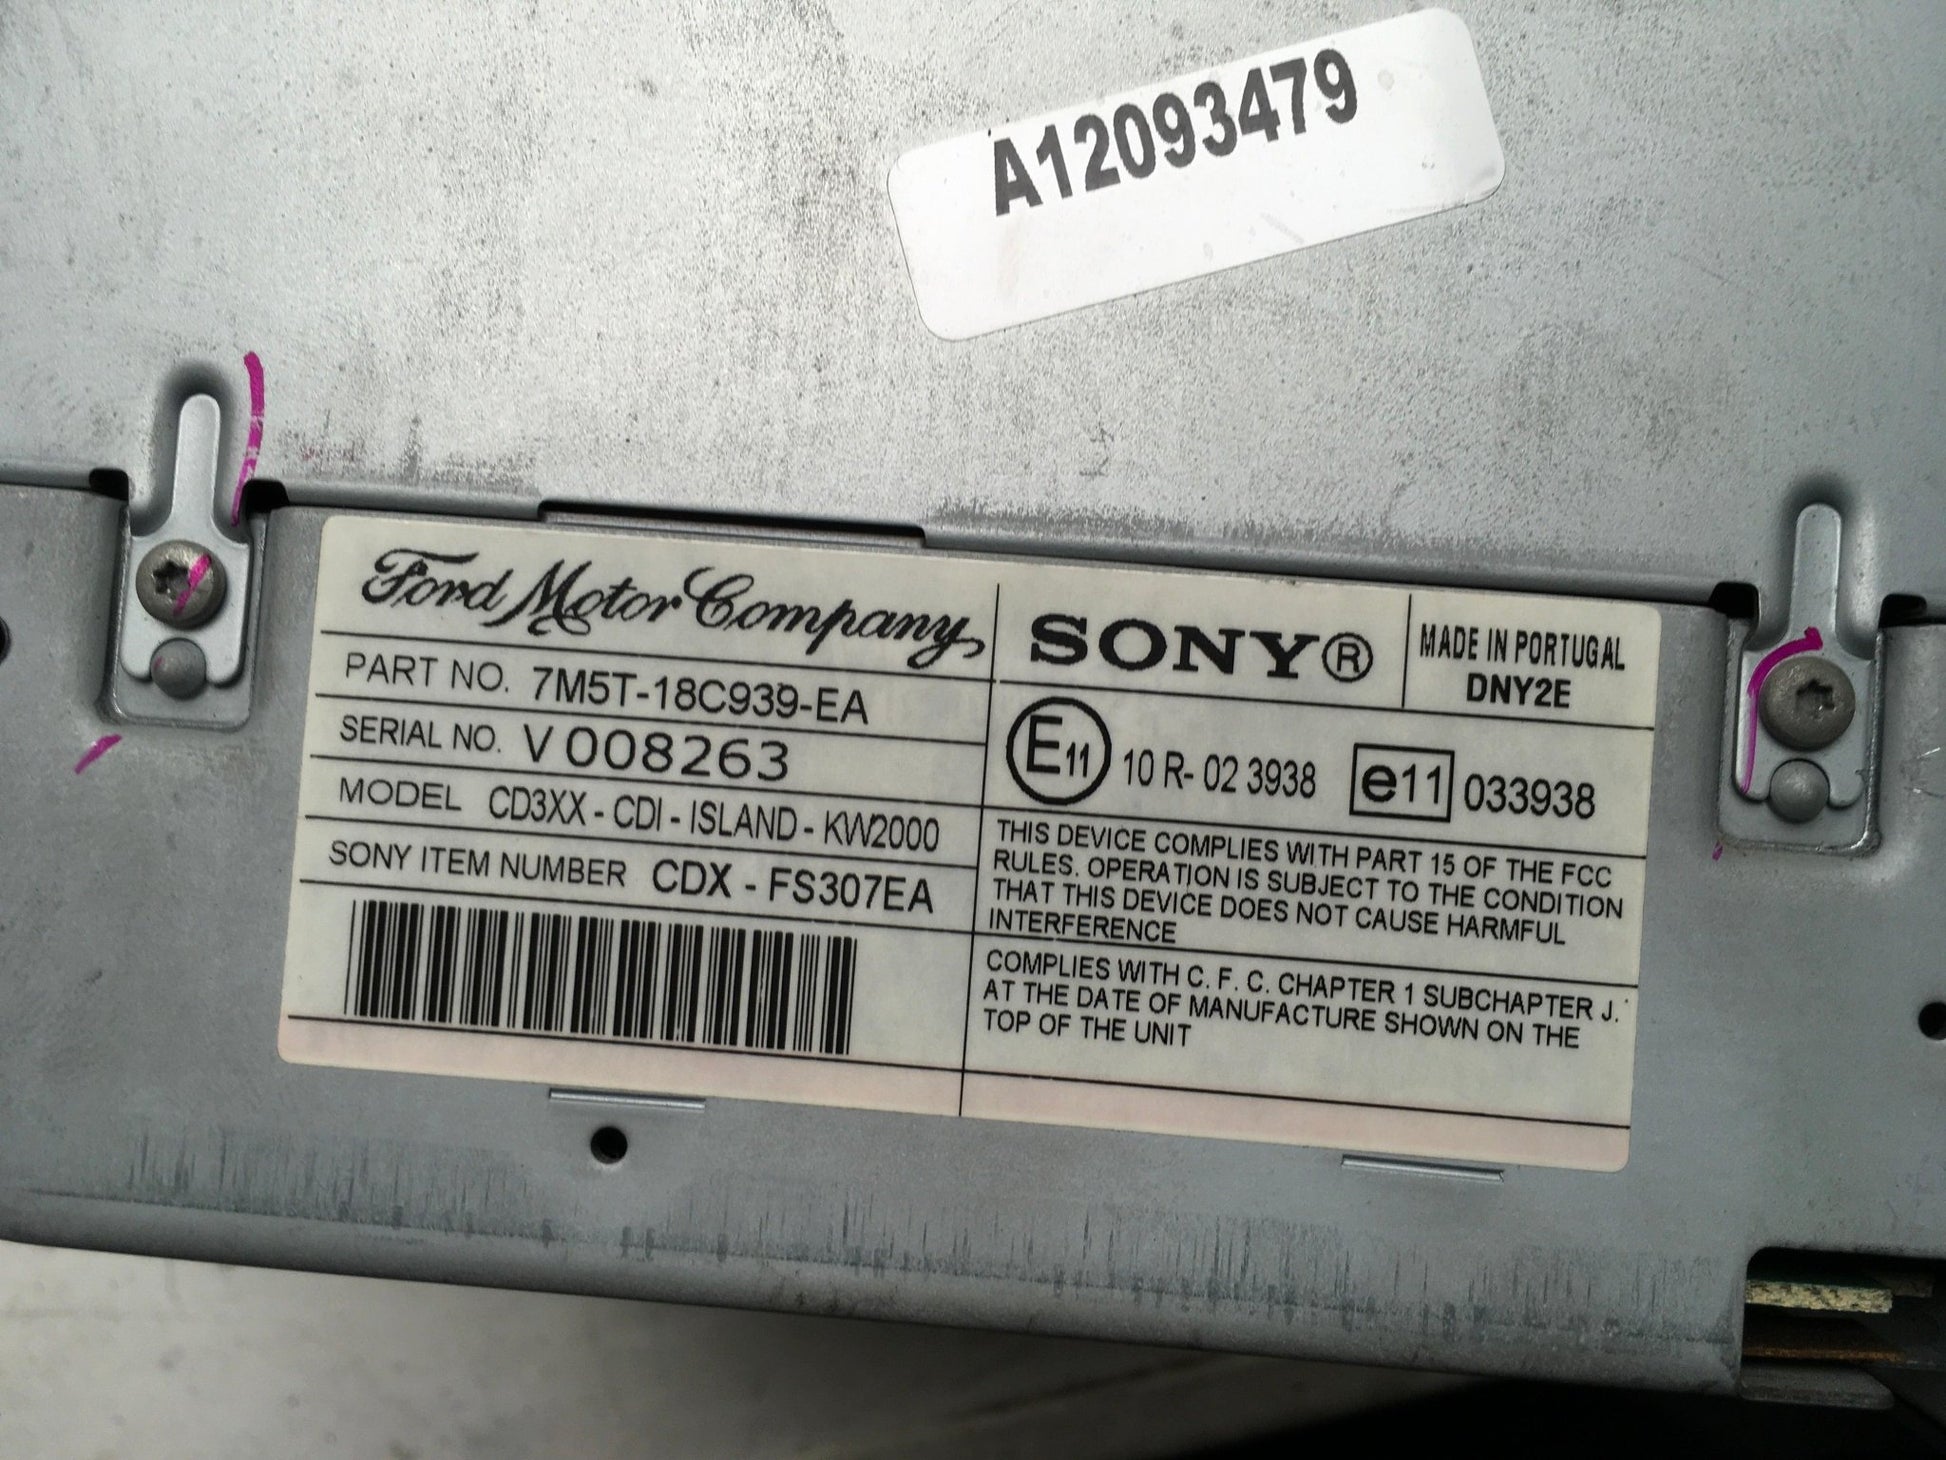 A12093479
Ford Motor Company
PART NO. 7M5T-18C939-EA
SERIAL NO. V008263
MODEL CD3XX - CDI - ISLAND - KW2000
SONY ITEM NUMBER CDX - FS307EA
SONY®
MADE IN PORTUGAL
DNY2E
E11 10 R- 02 3938 e11 033938
THIS DEVICE COMPLIES WITH PART 15 OF THE FCC
RULES. OPERATION IS SUBJECT TO THE CONDITION
THAT THIS DEVICE DOES NOT CAUSE HARMFUL
INTERFERENCE
COMPLIES WITH C. F. C. CHAPTER 1 SUBCHAPTER J.
AT THE DATE OF MANUFACTURE SHOWN ON THE
TOP OF THE UNIT